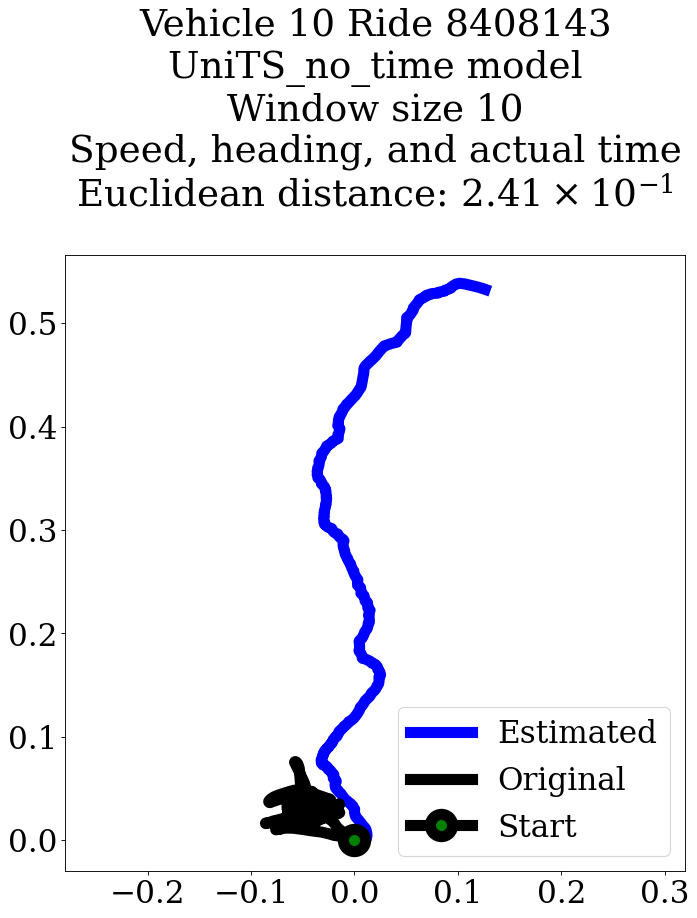 Vehicle 10 Ride 8408143
UniTS_no_time model
Window size 10
Speed, heading, and actual time
Euclidean distance: 2.41 × 10⁻¹
0.5
0.4
0.3
0.2
0.1
0.0
Estimated
Original
Start
−0.2 −0.1 0.0 0.1 0.2 0.3